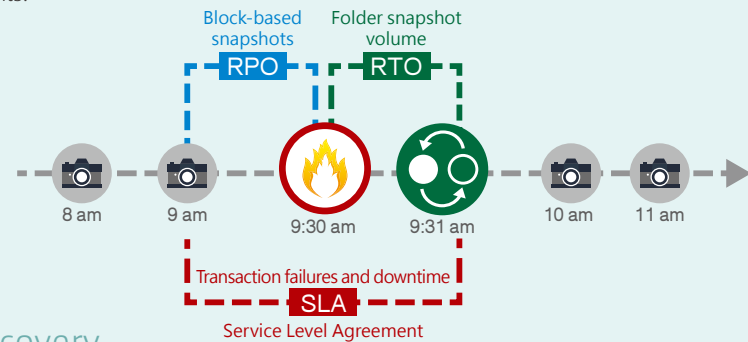 Block-based
snapshots
RPO
Folder snapshot
volume
RTO
8 am
9 am
9:30 am
9:31 am
10 am
11 am
Transaction failures and downtime
SLA
Service Level Agreement